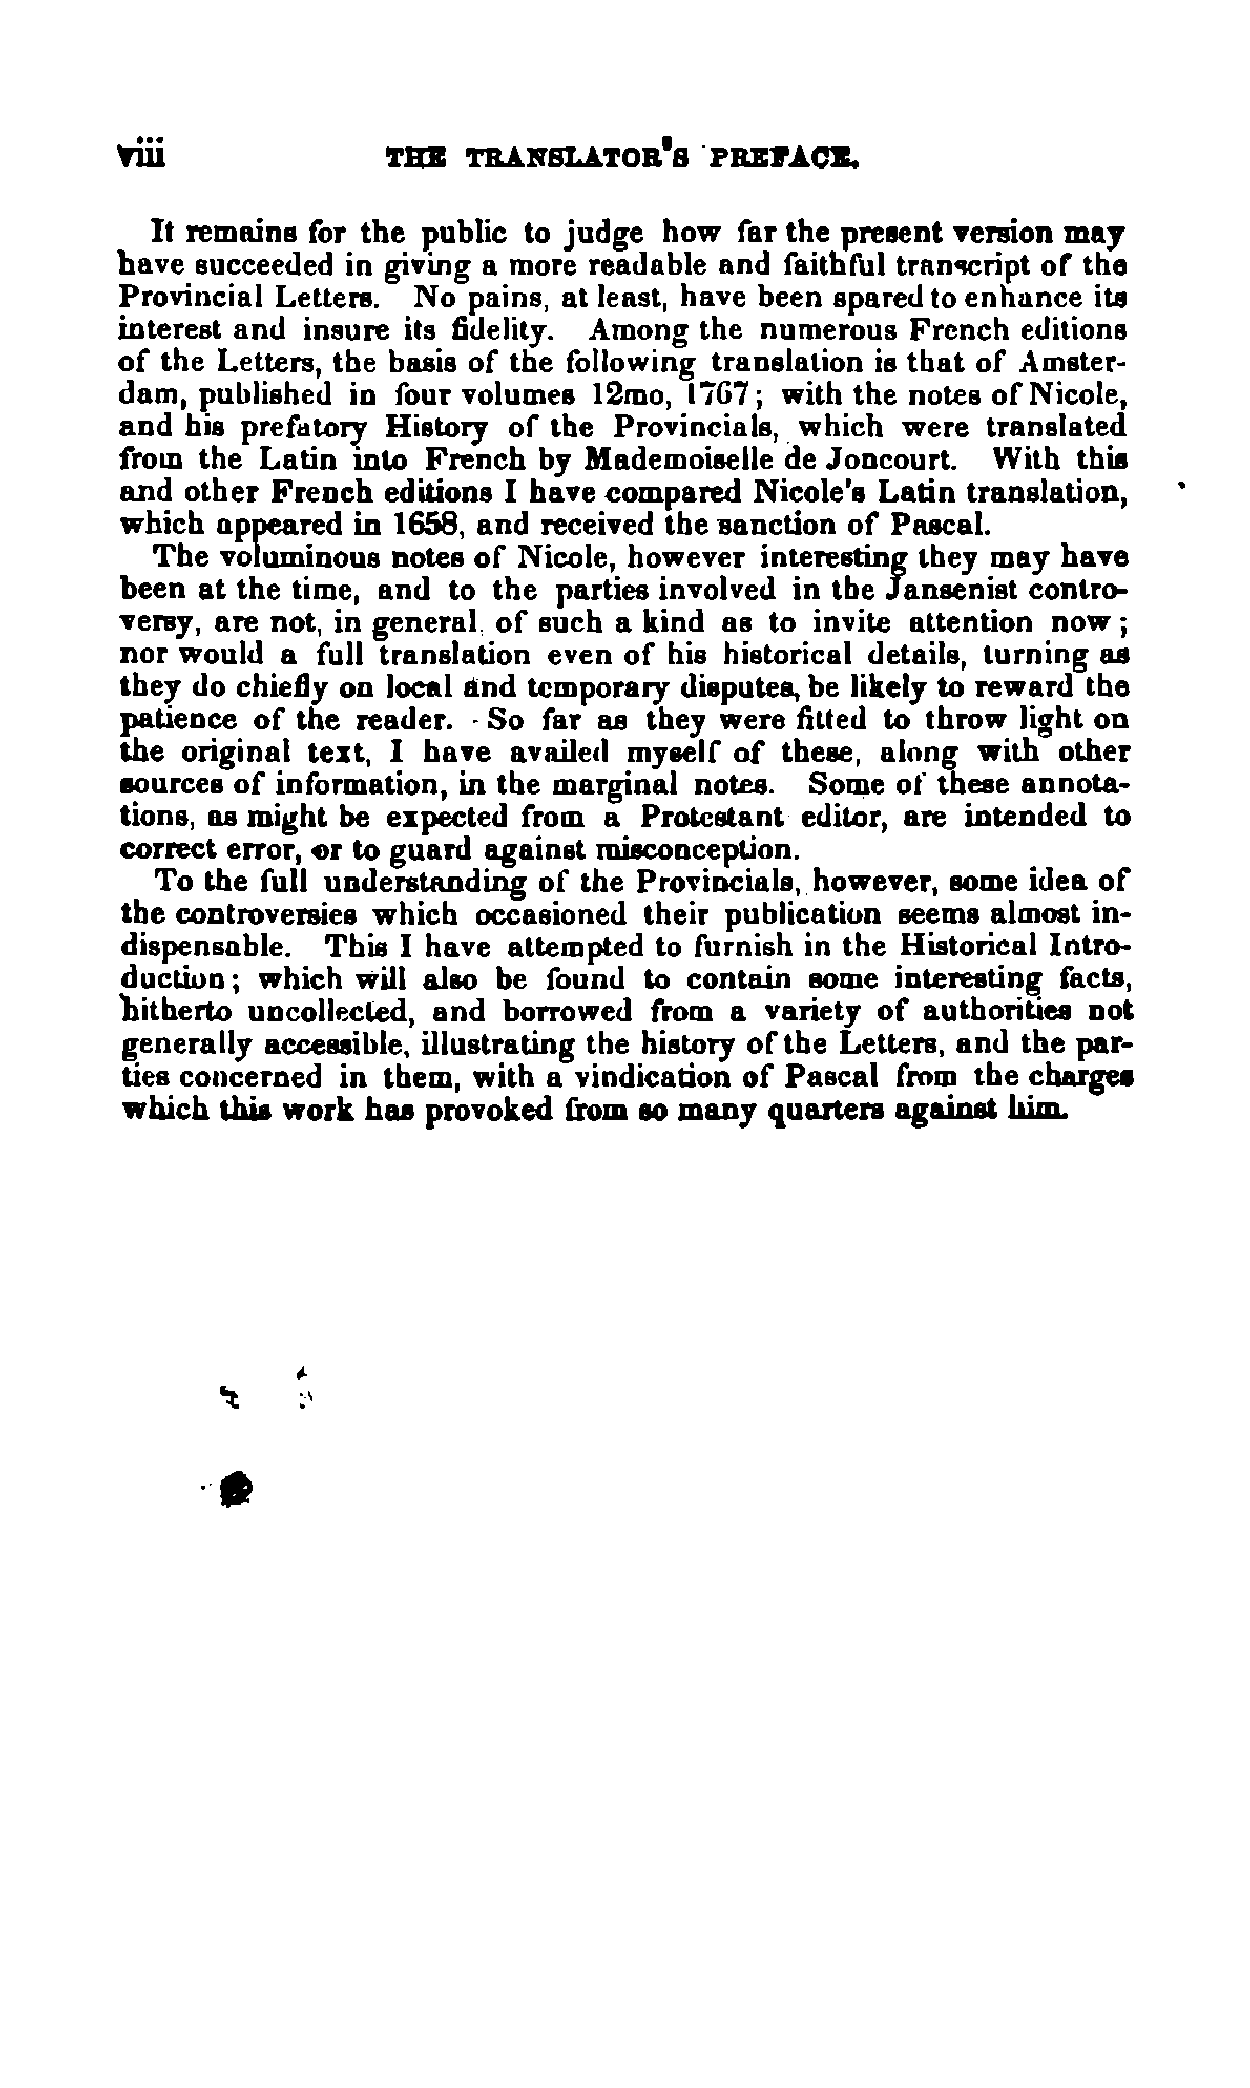 viii THE TRANSLATOR'S PREFACE.
It remains for the public to judge how far the present version may
have succeeded in giving a more readable and faithful transcript of the
Provincial Letters. No pains, at least, have been spared to enhance its
interest and insure its fidelity. Among the numerous French editions
of the Letters, the basis of the following translation is that of Amster-
dam, published in four volumes 12mo, 1767; with the notes of Nicole,
and his prefatory History of the Provincials, which were translated
from the Latin into French by Mademoiselle de Joncourt. With this
and other French editions I have compared Nicole's Latin translation,
which appeared in 1658, and received the sanction of Pascal.
The voluminous notes of Nicole, however interesting they may have
been at the time, and to the parties involved in the Jansenist contro-
versy, are not, in general, of such a kind as to invite attention now;
nor would a full translation even of his historical details, turning as
they do chiefly on local and temporary disputes, be likely to reward the
patience of the reader. So far as they were fitted to throw light on
the original text, I have availed myself of these, along with other
sources of information, in the marginal notes. Some of these annota-
tions, as might be expected from a Protestant editor, are intended to
correct error, or to guard against misconception.
To the full understanding of the Provincials, however, some idea of
the controversies which occasioned their publication seems almost in-
dispensable. This I have attempted to furnish in the Historical Intro-
duction; which will also be found to contain some interesting facts,
hitherto uncollected, and borrowed from a variety of authorities not
generally accessible, illustrating the history of the Letters, and the par-
ties concerned in them, with a vindication of Pascal from the charges
which this work has provoked from so many quarters against him.